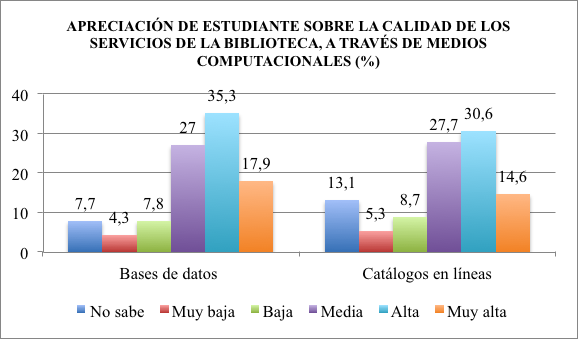 APRECIACIÓN DE ESTUDIANTE SOBRE LA CALIDAD DE LOS
SERVICIOS DE LA BIBLIOTECA, A TRAVÉS DE MEDIOS
COMPUTACIONALES (%)
40
30
20
10
0
7,7
4,3
7,8
27
35,3
17,9
13,1
5,3
8,7
27,7
30,6
14,6
Bases de datos
Catálogos en líneas
No sabe Muy baja Baja Media Alta Muy alta